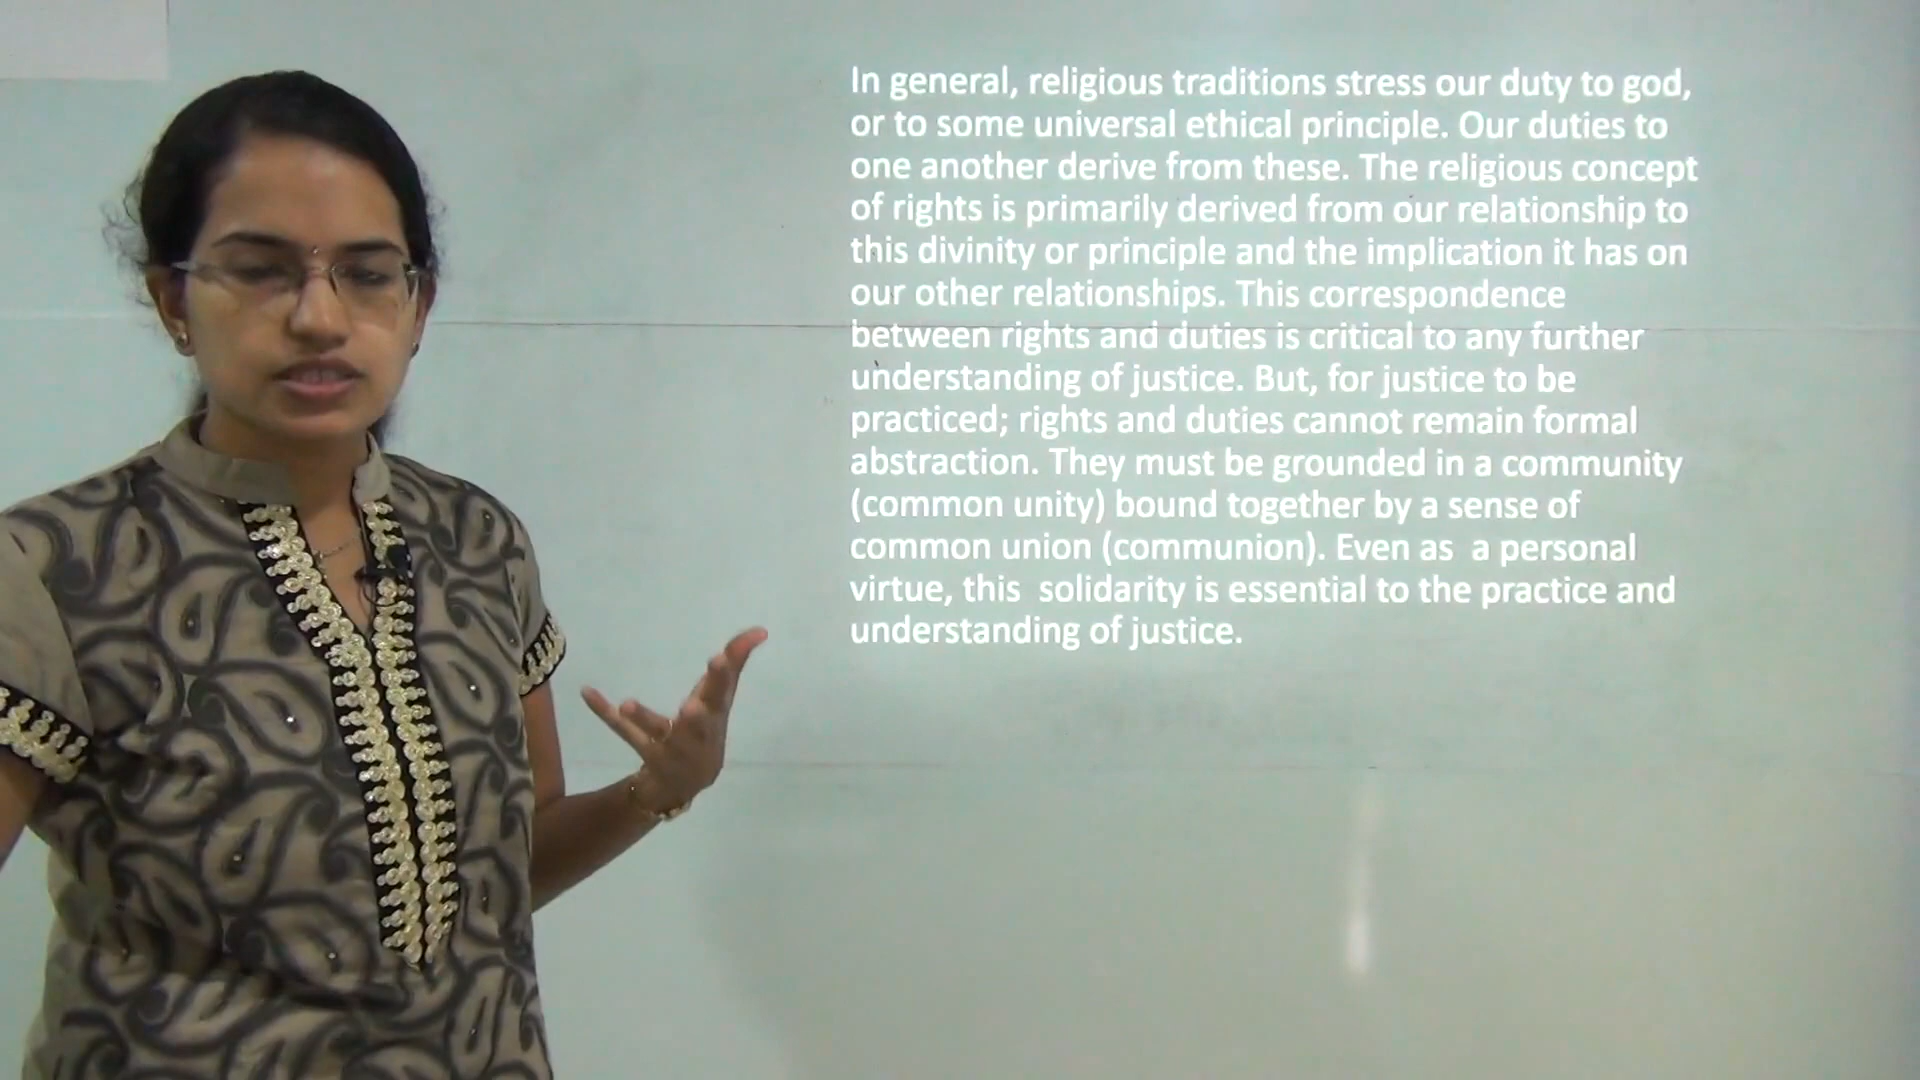 In general, religious traditions stress our duty to god,
or to some universal ethical principle. Our duties to
one another derive from these. The religious concept
of rights is primarily derived from our relationship to
this divinity or principle and the implication it has on
our other relationships. This correspondence
between rights and duties is critical to any further
understanding of justice. But, for justice to be
practiced; rights and duties cannot remain formal
abstraction. They must be grounded in a community
(common unity) bound together by a sense of
common union (communion). Even as  a personal
virtue, this  solidarity is essential to the practice and
understanding of justice.